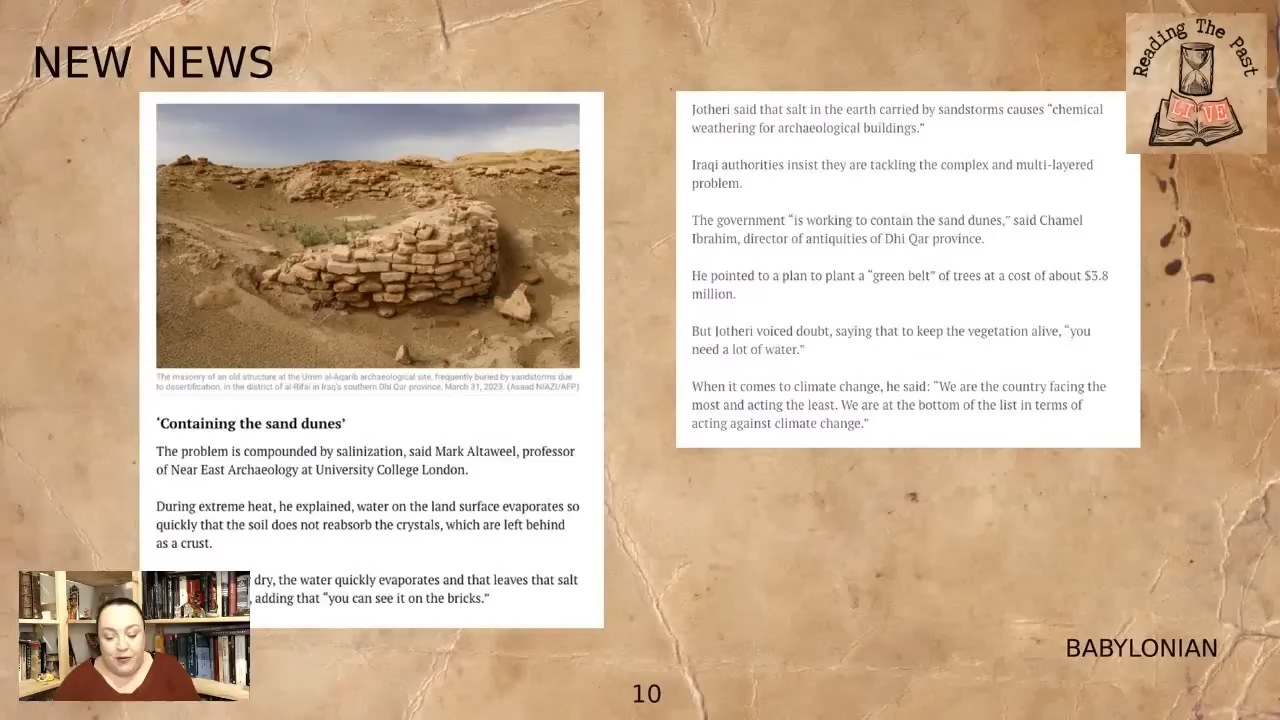 NEW NEWS
Reading The Past
LIVE
The masonry of an old structure at the Umm al-Aqarib archaeological site, frequently buried by sandstorms due
to desertification, in the district of al-Rifai in Iraq's southern Dhi Qar province, March 31, 2023. (Asaad NIAZI/AFP)
‘Containing the sand dunes’
The problem is compounded by salinization, said Mark Altaweel, professor
of Near East Archaeology at University College London.
During extreme heat, he explained, water on the land surface evaporates so
quickly that the soil does not reabsorb the crystals, which are left behind
as a crust.
dry, the water quickly evaporates and that leaves that salt
, adding that “you can see it on the bricks.”
Jotheri said that salt in the earth carried by sandstorms causes “chemical
weathering for archaeological buildings.”
Iraqi authorities insist they are tackling the complex and multi-layered
problem.
The government “is working to contain the sand dunes,” said Chamel
Ibrahim, director of antiquities of Dhi Qar province.
He pointed to a plan to plant a “green belt” of trees at a cost of about $3.8
million.
But Jotheri voiced doubt, saying that to keep the vegetation alive, “you
need a lot of water.”
When it comes to climate change, he said: “We are the country facing the
most and acting the least. We are at the bottom of the list in terms of
acting against climate change.”
BABYLONIAN
10